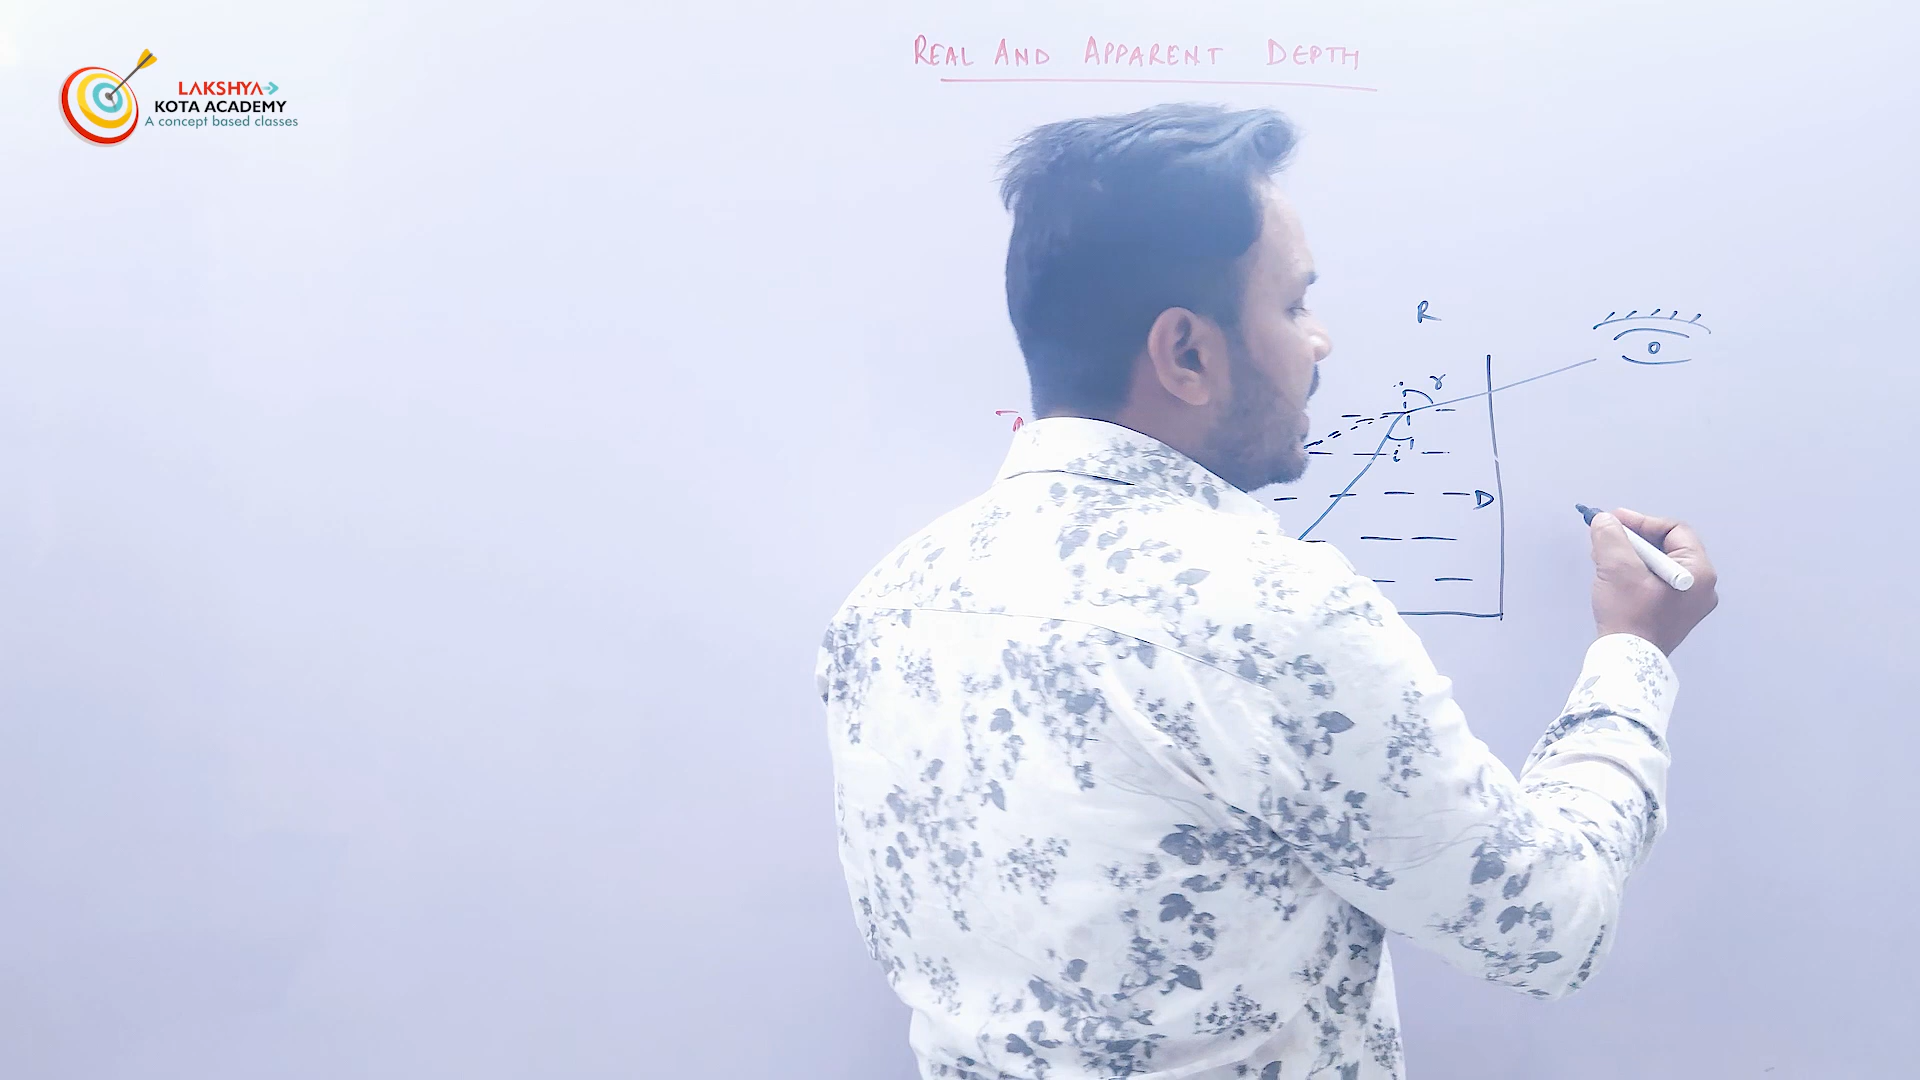 REAL AND APPARENT DEPTH
LAKSHYA
KOTA ACADEMY
A concept based classes
R
r
i
D